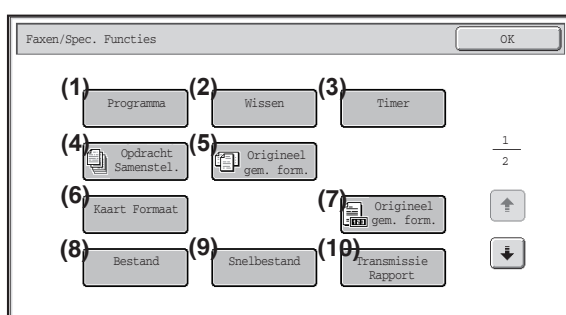 Faxen/Spec. Functies
OK
(1) Programma
(2) Wissen
(3) Timer
(4) Opdracht
Samenstel.
(5) Origineel
gem. form.
1
2
(6) Kaart Formaat
(7) Origineel
gem. form.
123
(8) Bestand
(9) Snelbestand
(10) Transmissie
Rapport